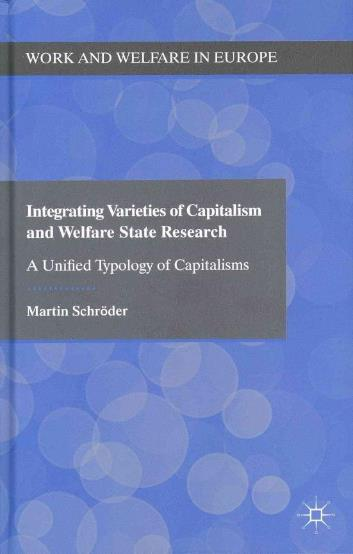 WORK AND WELFARE IN EUROPE
Integrating Varieties of Capitalism
and Welfare State Research
A Unified Typology of Capitalisms
Martin Schröder